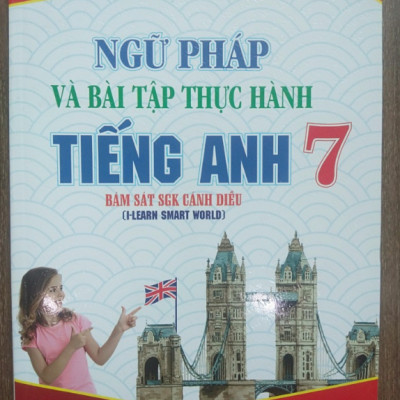 NGỮ PHÁP
VÀ BÀI TẬP THỰC HÀNH
TIẾNG ANH 7
BÁM SÁT SGK CÁNH DIỀU
(I-LEARN SMART WORLD)